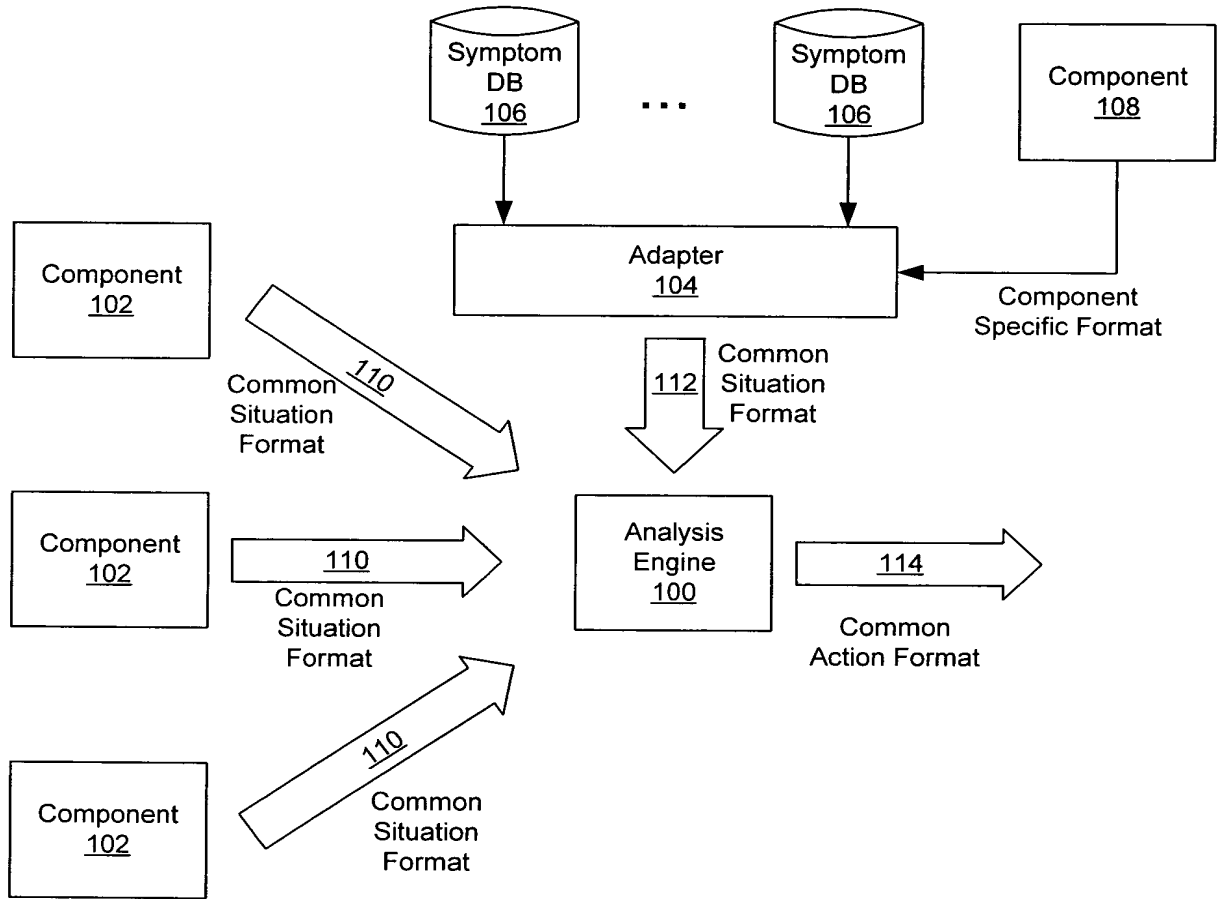 Symptom
DB
106
...
Symptom
DB
106
Component
108
Adapter
104
Component
Specific Format
Component
102
110
Common
Situation
Format
112
Common
Situation
Format
Component
102
110
Common
Situation
Format
Analysis
Engine
100
114
Common
Action Format
Component
102
110
Common
Situation
Format